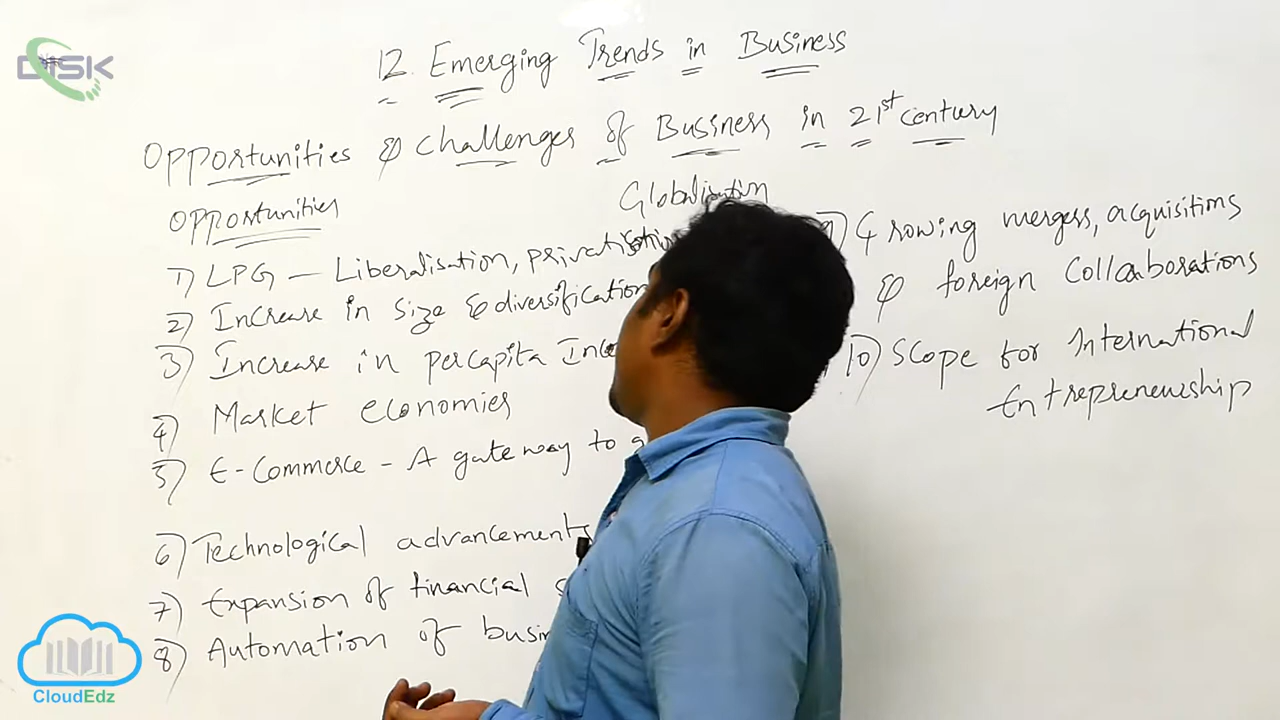 DISK
12. Emerging Trends in Business
Opportunities & challenges of Business in 21st century
Opportunities
Globalisation
1) LPG — Liberalisation, privatisation
2) Increase in size & diversification
3) Increase in percapita
4) Market economies
5) E-Commerce - A gateway to
6) Technological advancements
7) Expansion of financial
8) Automation of
9) Growing mergers, acquisitions
& foreign Collaborations
10) Scope for International
Entrepreneurship
CloudEdz